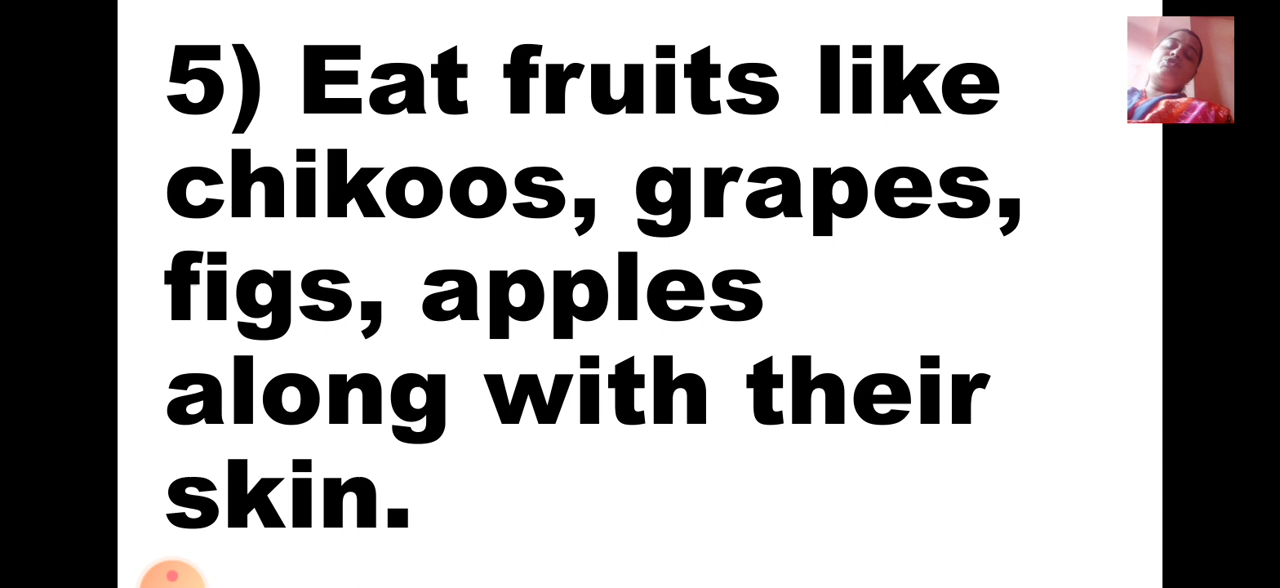 5) Eat fruits like
chikoos, grapes,
figs, apples
along with their
skin.